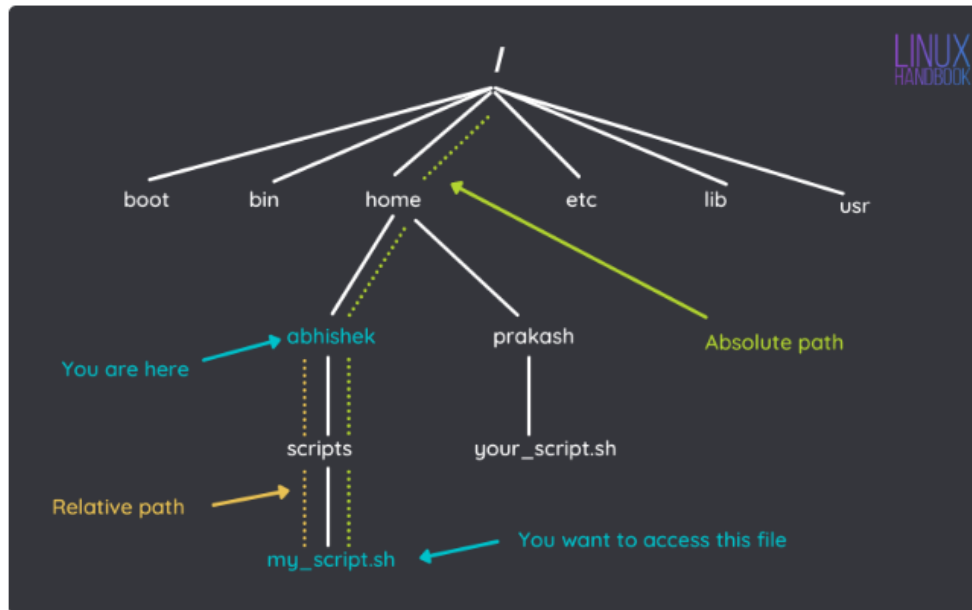 /
LINUX
HANDBOOK
boot bin home etc lib usr
abhishek prakash
Absolute path
You are here
scripts your_script.sh
Relative path
my_script.sh
You want to access this file